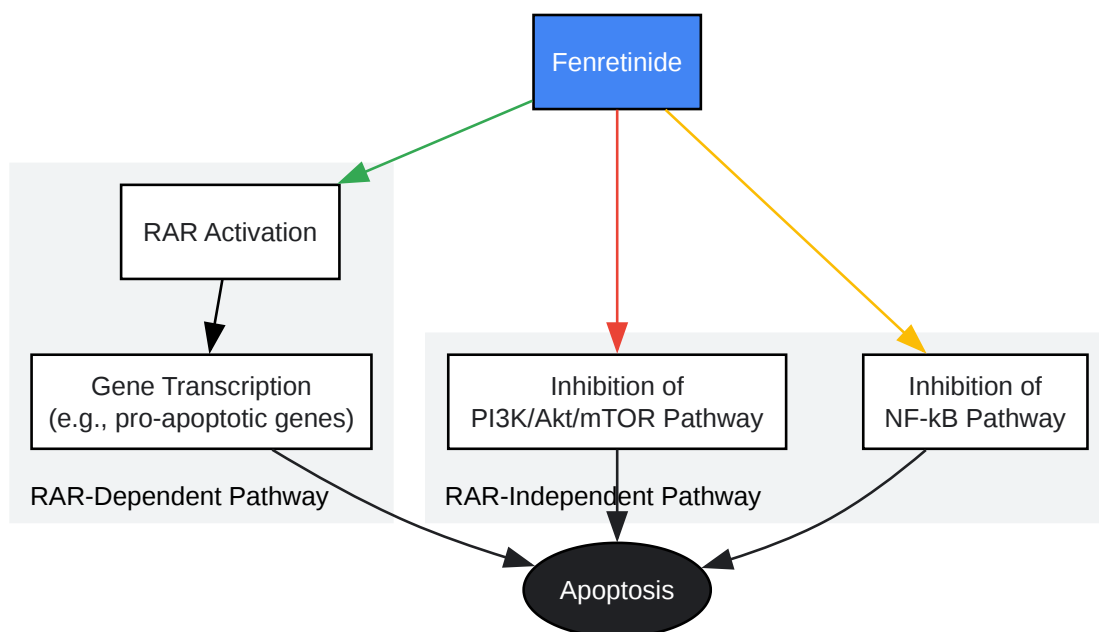 Fenretinide
RAR Activation
Gene Transcription
(e.g., pro-apoptotic genes)
Inhibition of
PI3K/Akt/mTOR Pathway
Inhibition of
NF-kB Pathway
RAR-Dependent Pathway
RAR-Independent Pathway
Apoptosis